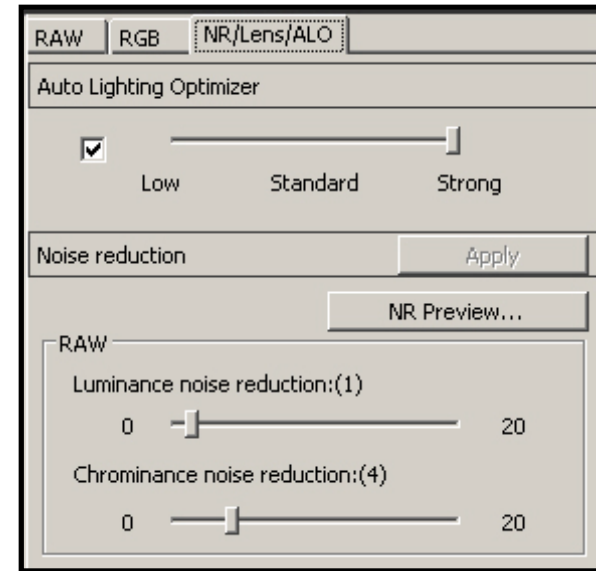 RAW RGB NR/Lens/ALO
Auto Lighting Optimizer
Low Standard Strong
Noise reduction Apply
NR Preview...
RAW
Luminance noise reduction:(1)
0 20
Chrominance noise reduction:(4)
0 20